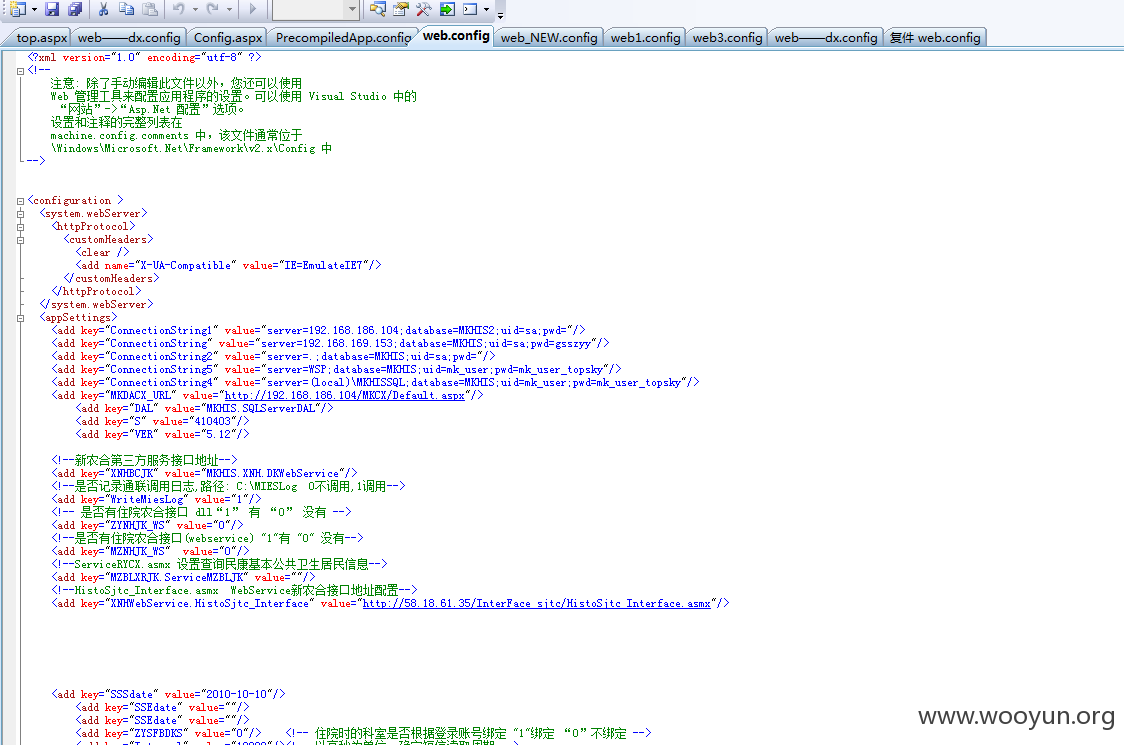 top.aspx web——dx.config Config.aspx PrecompiledApp.config web.config web_NEW.config web1.config web3.config web——dx.config 复件 web.config
<?xml version="1.0" encoding="utf-8" ?>
<!--
注意: 除了手动编辑此文件以外，您还可以使用
Web 管理工具来配置应用程序的设置。可以使用 Visual Studio 中的
“网站”->“Asp.Net 配置”选项。
设置和注释的完整列表在
machine.config.comments 中，该文件通常位于
\Windows\Microsoft.Net\Framework\v2.x\Config 中
-->
<configuration >
<system.webServer>
<httpProtocol>
<customHeaders>
<clear />
<add name="X-UA-Compatible" value="IE=EmulateIE7"/>
</customHeaders>
</httpProtocol>
</system.webServer>
<appSettings>
<add key="ConnectionString1" value="server=192.168.186.104;database=MKHIS2;uid=sa;pwd="/>
<add key="ConnectionString" value="server=192.168.169.153;database=MKHIS;uid=sa;pwd=gsszyy"/>
<add key="ConnectionString2" value="server=.;database=MKHIS;uid=sa;pwd="/>
<add key="ConnectionString5" value="server=WSP;database=MKHIS;uid=mk_user;pwd=mk_user_topsky"/>
<add key="ConnectionString4" value="server=(local)\MKHISSQL;database=MKHIS;uid=mk_user;pwd=mk_user_topsky"/>
<add key="MKDACX_URL" value="http://192.168.186.104/MKCX/Default.aspx"/>
<add key="DAL" value="MKHIS.SQLServerDAL"/>
<add key="S" value="410403"/>
<add key="VER" value="5.12"/>
<!--新农合第三方服务接口地址-->
<add key="XNHBCJK" value="MKHIS.XNH.DKWebService"/>
<!--是否记录通联调用日志,路径: C:\MIESLog 0不调用,1调用-->
<add key="WriteMiesLog" value="1"/>
<!-- 是否有住院农合接口 dll“1” 有 “0” 没有 -->
<add key="ZYNHJK_WS" value="0"/>
<!--是否有住院农合接口(webservice) "1"有 "0" 没有-->
<add key="MZNHJK_WS" value="0"/>
<!--ServiceRYCX.asmx 设置查询民康基本公共卫生居民信息-->
<add key="MZBLXRJK.ServiceMZBLJK" value=""/>
<!--HistoSjtc_Interface.asmx WebService新农合接口地址配置-->
<add key="XNHWebService.HistoSjtc_Interface" value="http://58.18.61.35/InterFace_sjtc/HistoSjtc_Interface.asmx"/>
<add key="SSSdate" value="2010-10-10"/>
<add key="SSEdate" value=""/>
<add key="SSEdate" value=""/>
<add key="ZYSFBDKS" value="0"/> <!-- 住院时的科室是否根据登录账号绑定 "1"绑定 “0”不绑定 -->
www.wooyun.org